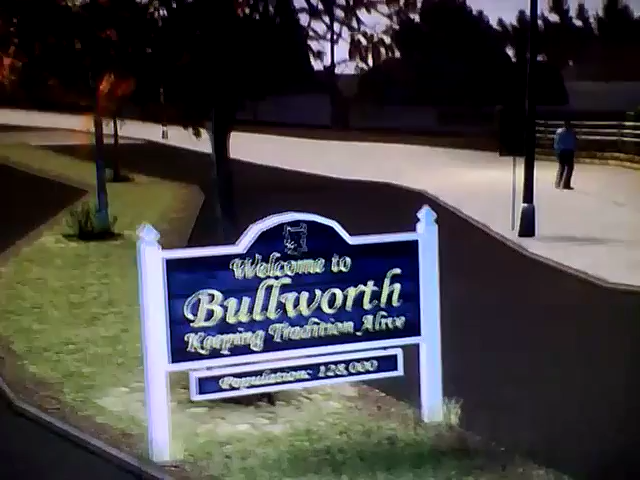 Welcome to
Bullworth
Keeping Tradition Alive
Population: 128,000